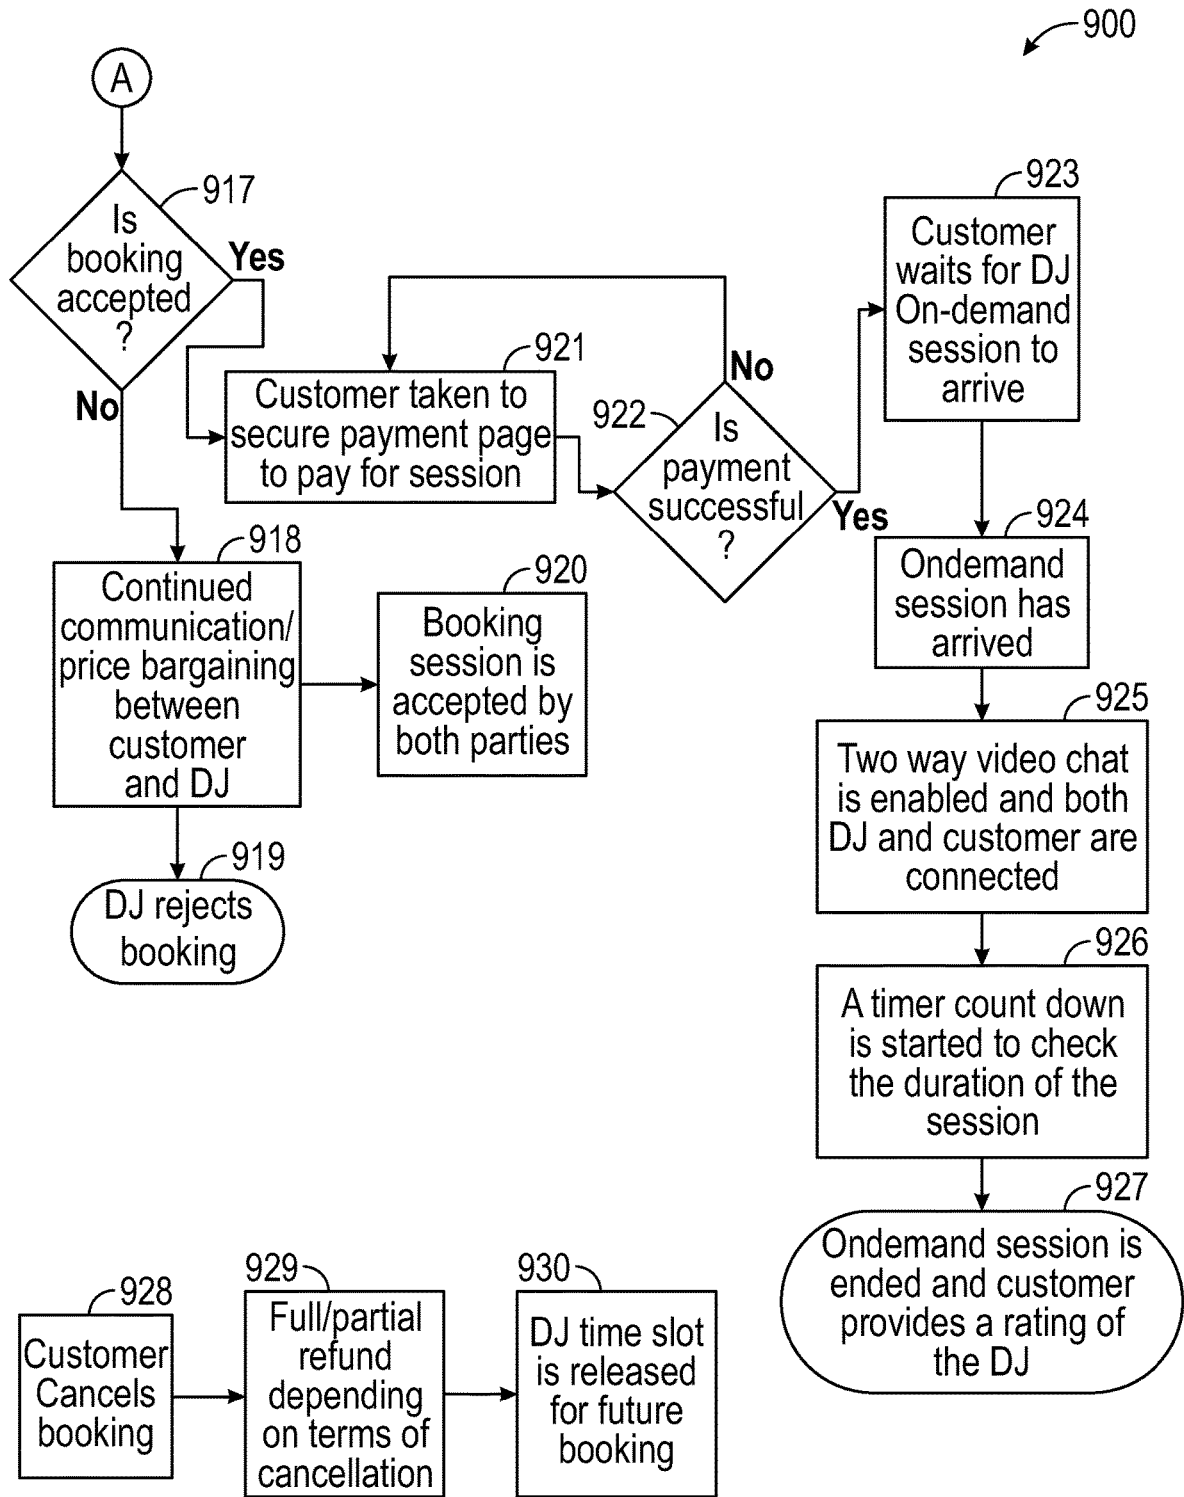 900
A
917
Is
booking
accepted
?
Yes
No
921
Customer taken to
secure payment page
to pay for session
922
Is
payment
successful
?
No
Yes
923
Customer
waits for DJ
On-demand
session to
arrive
924
Ondemand
session has
arrived
918
Continued
communication/
price bargaining
between
customer
and DJ
920
Booking
session is
accepted by
both parties
919
DJ rejects
booking
925
Two way video chat
is enabled and both
DJ and customer are
connected
926
A timer count down
is started to check
the duration of the
session
927
Ondemand session is
ended and customer
provides a rating of
the DJ
928
Customer
Cancels
booking
929
Full/partial
refund
depending
on terms of
cancellation
930
DJ time slot
is released
for future
booking